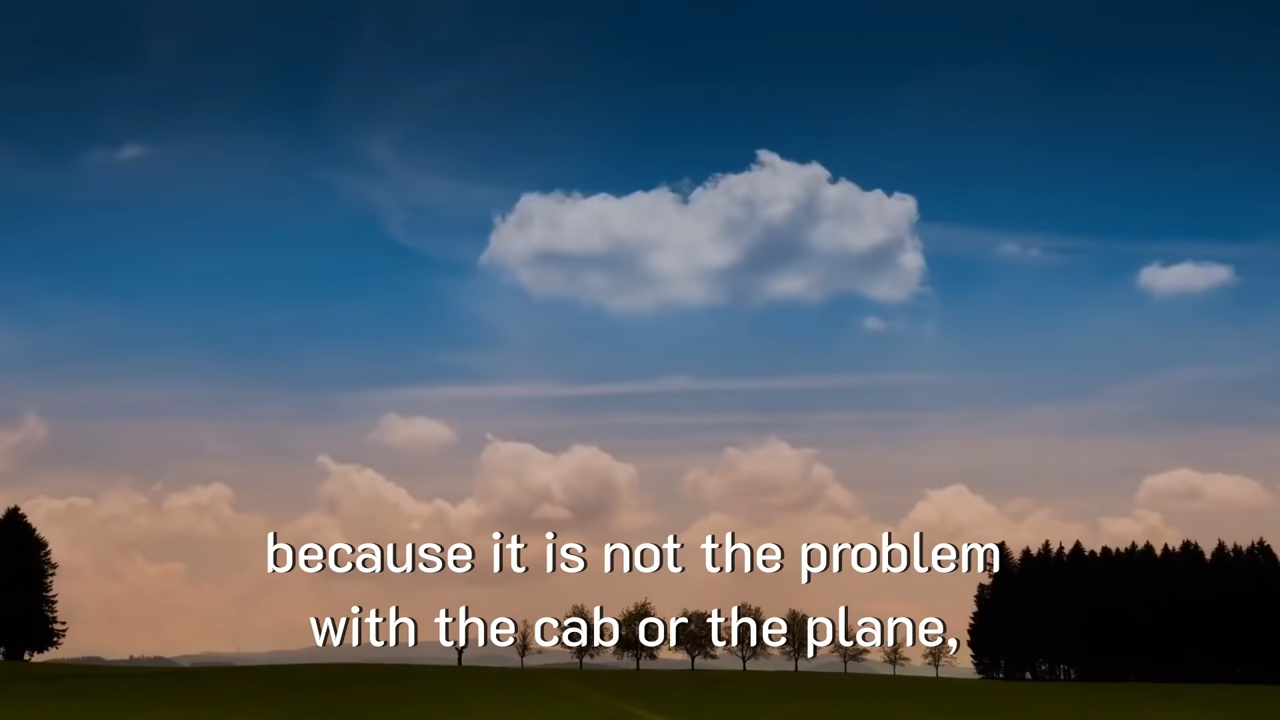 because it is not the problem
with the cab or the plane,